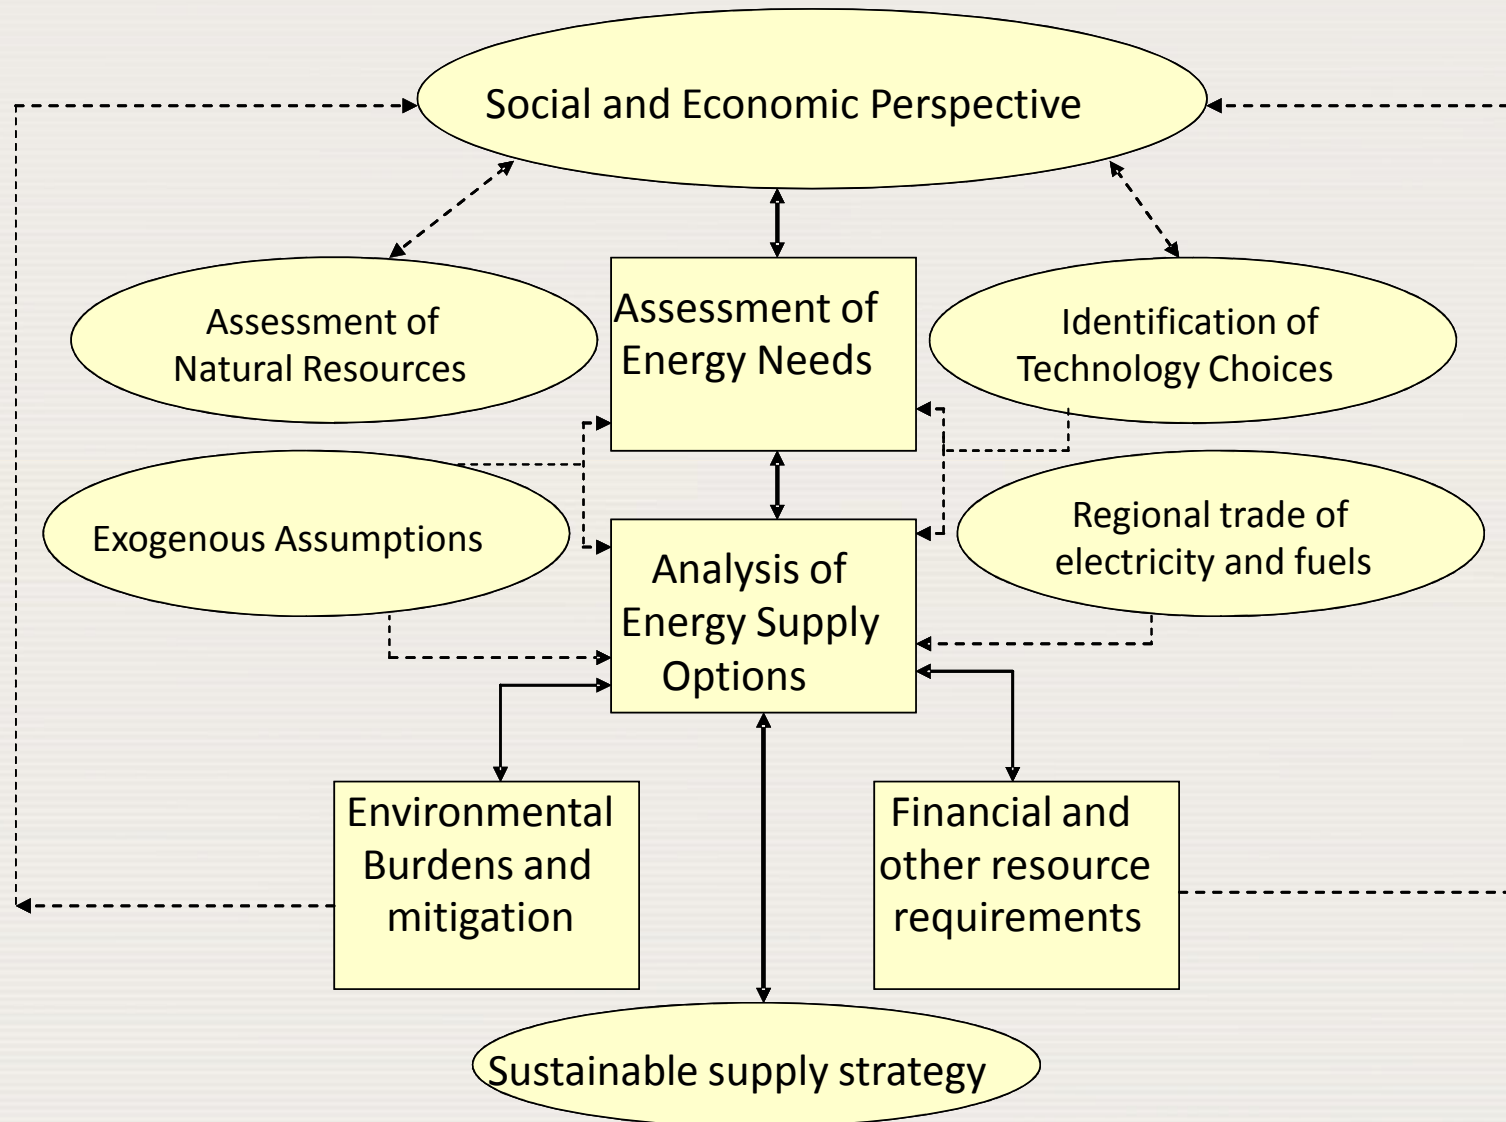 Social and Economic Perspective
Assessment of
Natural Resources
Assessment of
Energy Needs
Identification of
Technology Choices
Exogenous Assumptions
Analysis of
Energy Supply
Options
Regional trade of
electricity and fuels
Environmental
Burdens and
mitigation
Financial and
other resource
requirements
Sustainable supply strategy